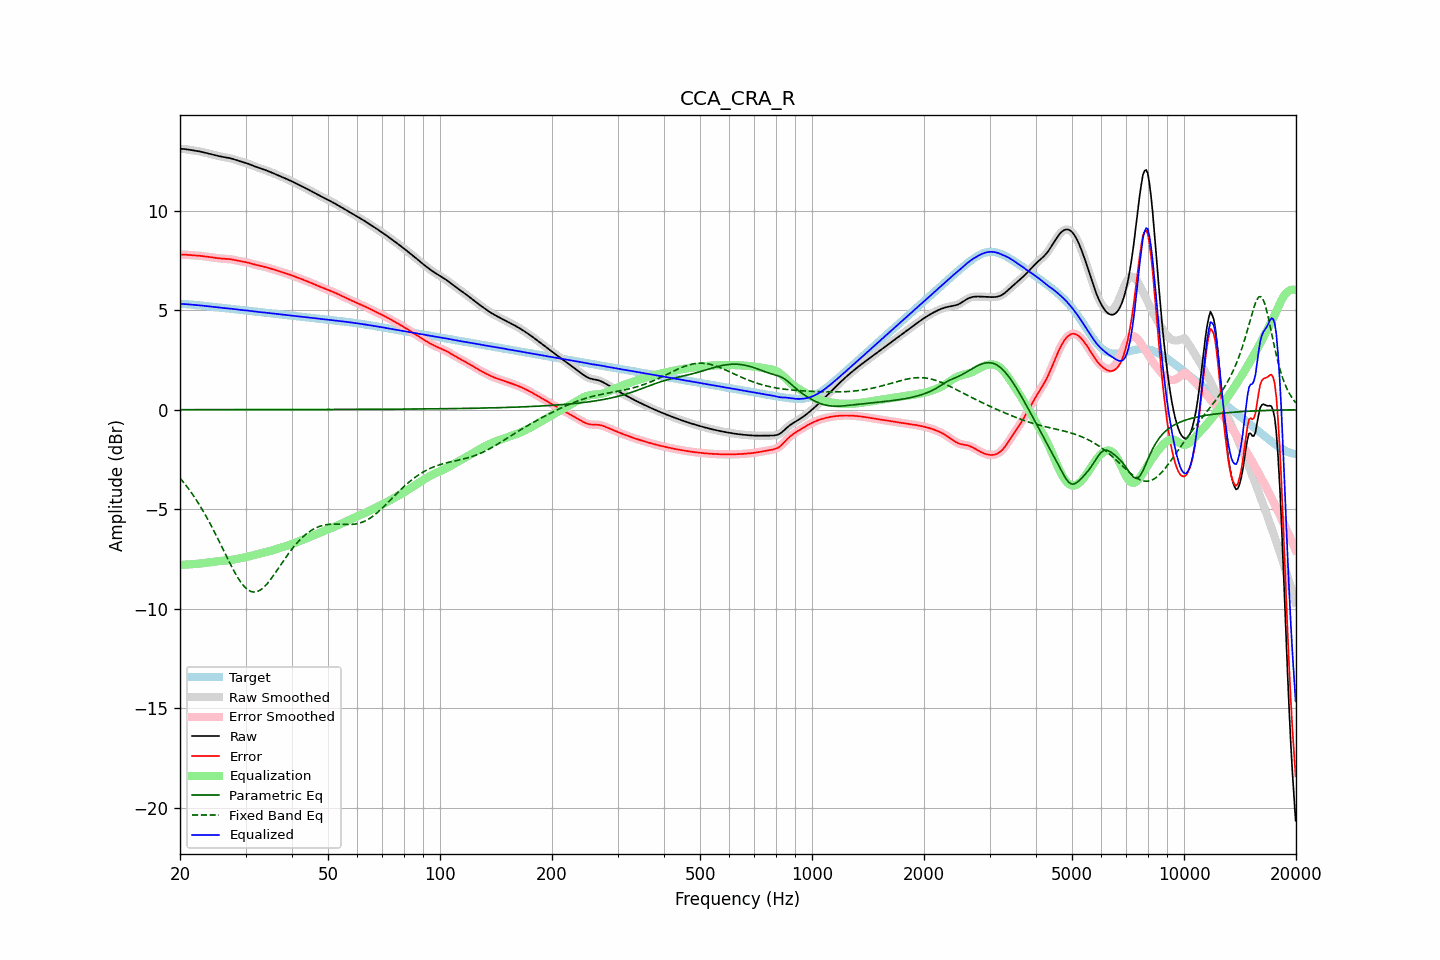 CCA_CRA_R
Amplitude (dBr)
10
5
0
−5
−10
−15
−20
Target
Raw Smoothed
Error Smoothed
Raw
Error
Equalization
Parametric Eq
Fixed Band Eq
Equalized
20 50 100 200 500 1000 2000 5000 10000 20000
Frequency (Hz)